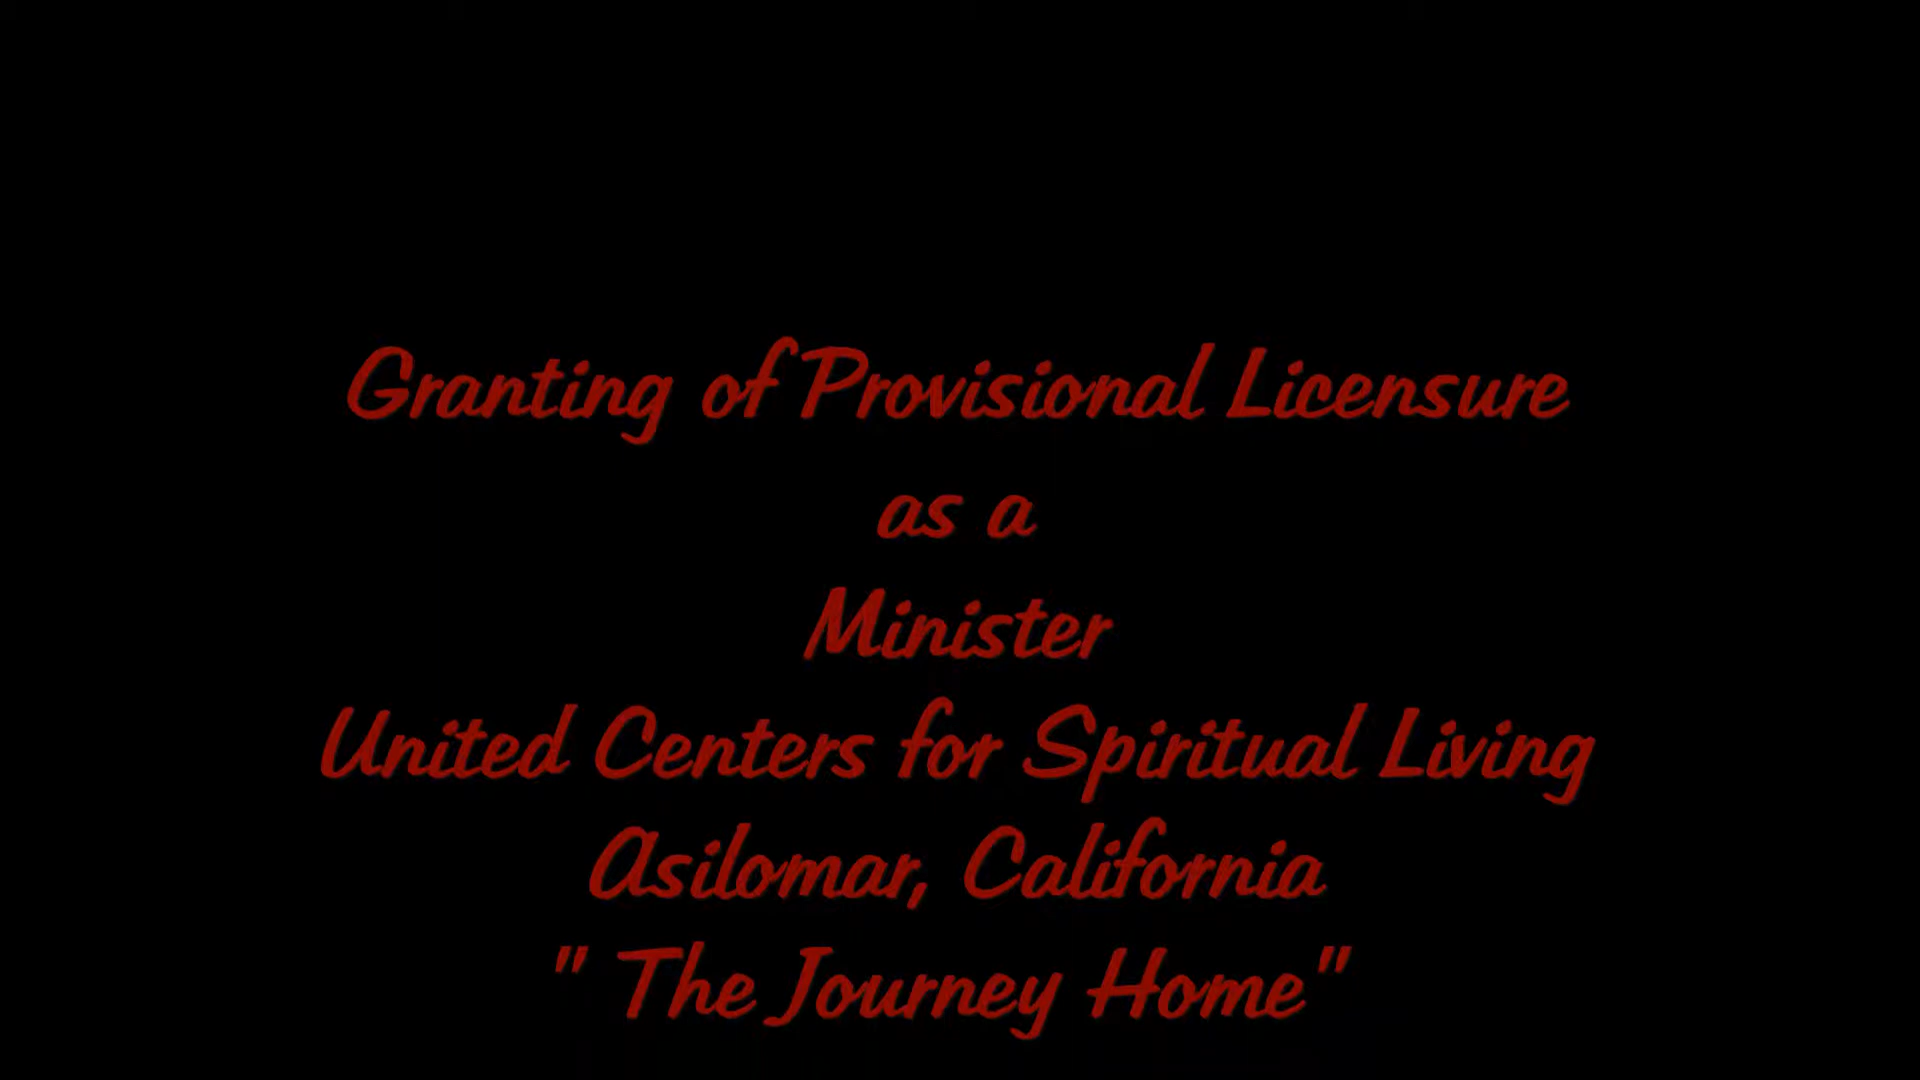 Granting of Provisional Licensure
as a
Minister
United Centers for Spiritual Living
Asilomar, California
" The Journey Home"